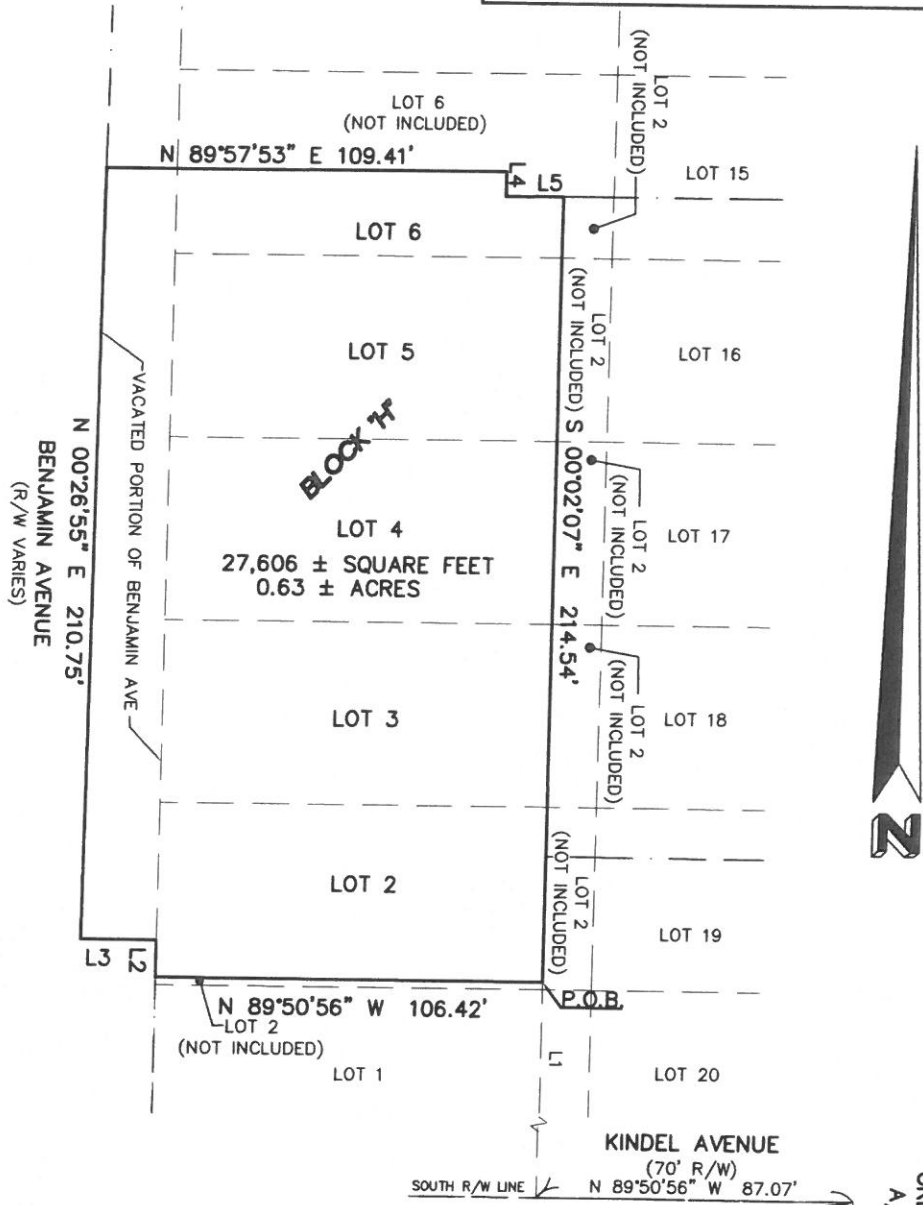 LOT 2
(NOT INCLUDED)
LOT 6
(NOT INCLUDED)
LOT 15
N 89°57'53" E 109.41'
L4
L5
LOT 6
LOT 2
(NOT INCLUDED)
LOT 5
LOT 16
BLOCK "H"
S 00°02'07" E 214.54'
LOT 2
(NOT INCLUDED)
LOT 17
LOT 4
27,606 ± SQUARE FEET
0.63 ± ACRES
VACATED PORTION OF BENJAMIN AVE
N 00°26'55" E 210.75'
BENJAMIN AVENUE
(R/W VARIES)
LOT 2
(NOT INCLUDED)
LOT 18
LOT 3
N
LOT 2
(NOT INCLUDED)
LOT 2
LOT 19
L3
L2
P.O.B.
N 89°50'56" W 106.42'
LOT 2
(NOT INCLUDED)
LOT 1
L1
LOT 20
KINDEL AVENUE
(70' R/W)
SOUTH R/W LINE
N 89°50'56" W 87.07'